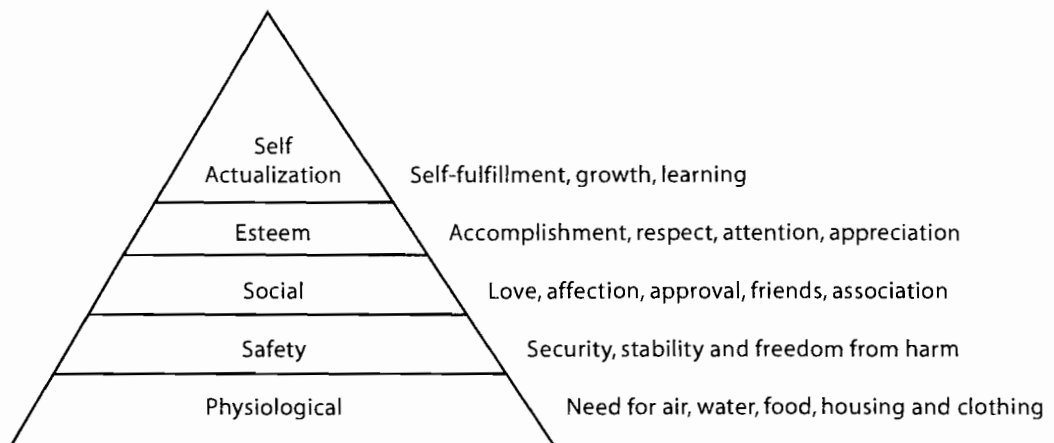 Self
Actualization
Self-fulfillment, growth, learning
Esteem
Accomplishment, respect, attention, appreciation
Social
Love, affection, approval, friends, association
Safety
Security, stability and freedom from harm
Physiological
Need for air, water, food, housing and clothing